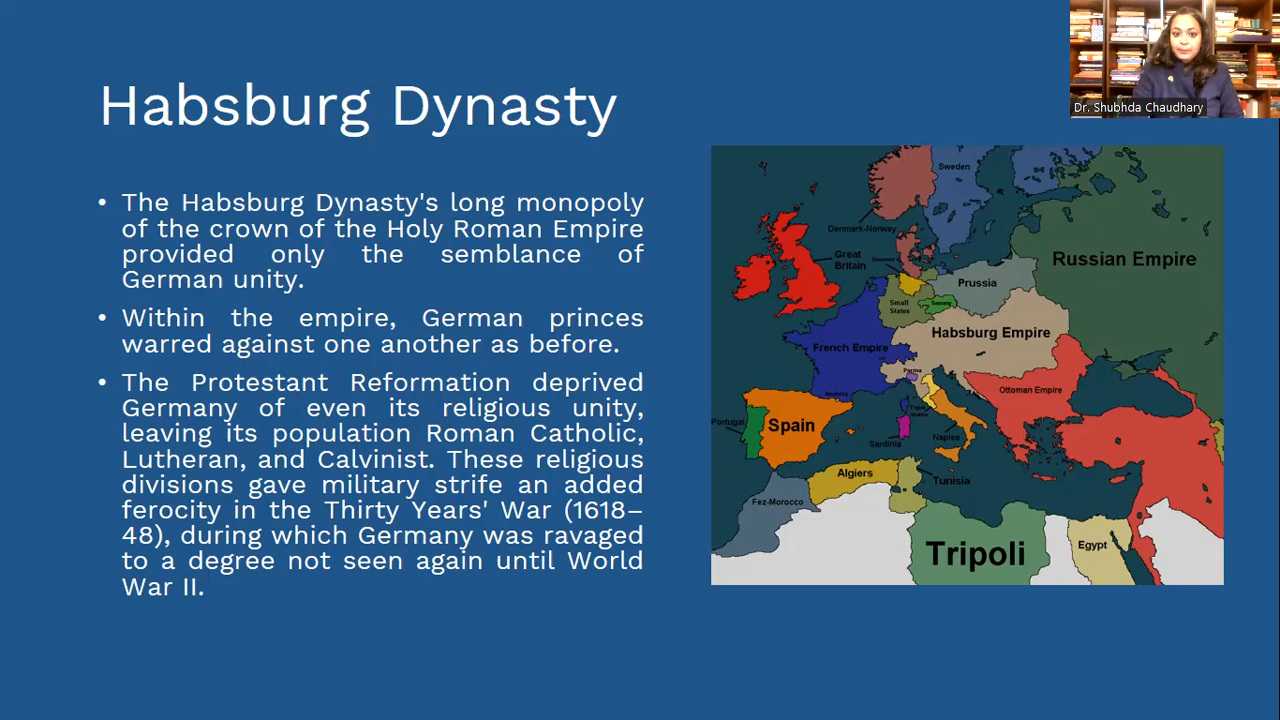 Dr. Shubhda Chaudhary
Habsburg Dynasty
• The Habsburg Dynasty's long monopoly
of the crown of the Holy Roman Empire
provided only the semblance of
German unity.
• Within the empire, German princes
warred against one another as before.
• The Protestant Reformation deprived
Germany of even its religious unity,
leaving its population Roman Catholic,
Lutheran, and Calvinist. These religious
divisions gave military strife an added
ferocity in the Thirty Years' War (1618–
48), during which Germany was ravaged
to a degree not seen again until World
War II.
Sweden
Denmark-Norway
Great
Britain
Russian Empire
Prussia
Small
States
Saxony
Habsburg Empire
French Empire
Parma
Ottoman Empire
Portugal
Spain
Papal
States
Sardinia
Naples
Algiers
Tunisia
Fez-Morocco
Tripoli
Egypt